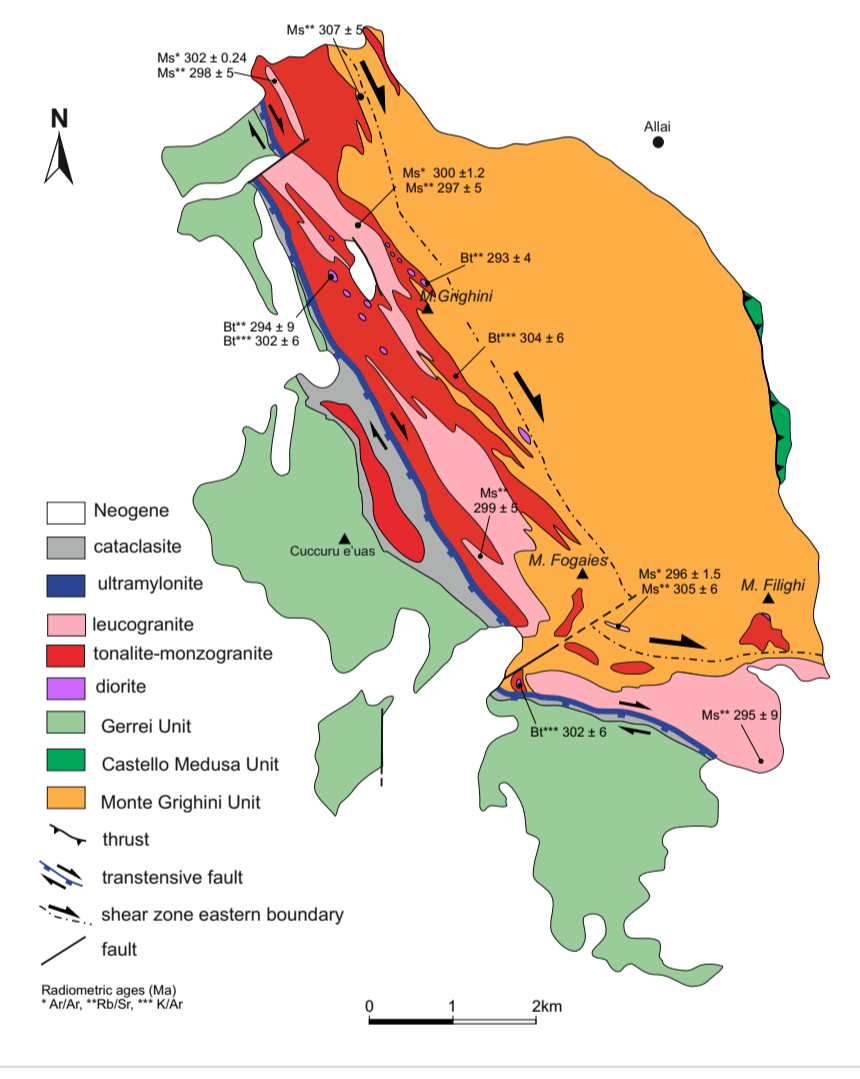 Ms** 307 ± 5
Ms* 302 ± 0.24
Ms** 298 ± 5
N
Allai
Ms* 300 ±1.2
Ms** 297 ± 5
Bt** 293 ± 4
M.Grighini
Bt** 294 ± 9
Bt*** 302 ± 6
Bt*** 304 ± 6
Ms**
299 ± 5
Cuccuru e'uas
M. Fogaies
Ms* 296 ± 1.5
Ms** 305 ± 6
M. Filighi
Bt*** 302 ± 6
Ms** 295 ± 9
Neogene
cataclasite
ultramylonite
leucogranite
tonalite-monzogranite
diorite
Gerrei Unit
Castello Medusa Unit
Monte Grighini Unit
thrust
transtensive fault
shear zone eastern boundary
fault
Radiometric ages (Ma)
* Ar/Ar, **Rb/Sr, *** K/Ar
0 1 2km